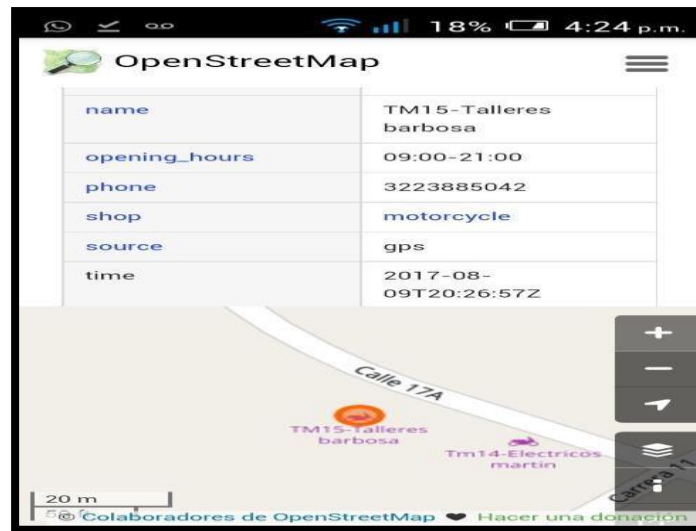 18% 4:24 p.m.
OpenStreetMap
name TM15-Talleres
barbosa
opening_hours 09:00-21:00
phone 3223885042
shop motorcycle
source gps
time 2017-08-
09T20:26:57Z
Calle 17A
TM15-Talleres
barbosa
Tm14-Electricos
martin
Carrera 11
20 m
© Colaboradores de OpenStreetMap ♥ Hacer una donación